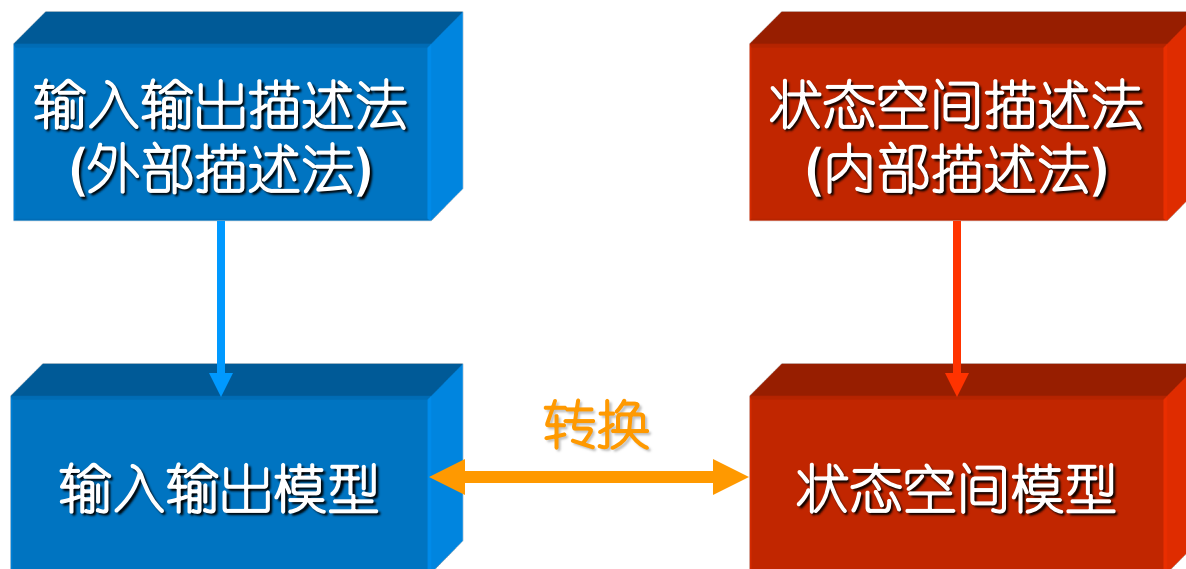 输入输出描述法
(外部描述法)
状态空间描述法
(内部描述法)
转换
输入输出模型
状态空间模型